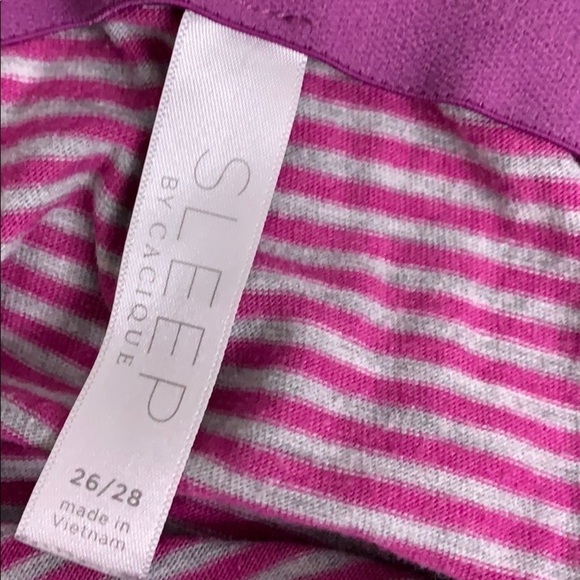 SLEEP
BY CACIQUE
26/28
made in
Vietnam